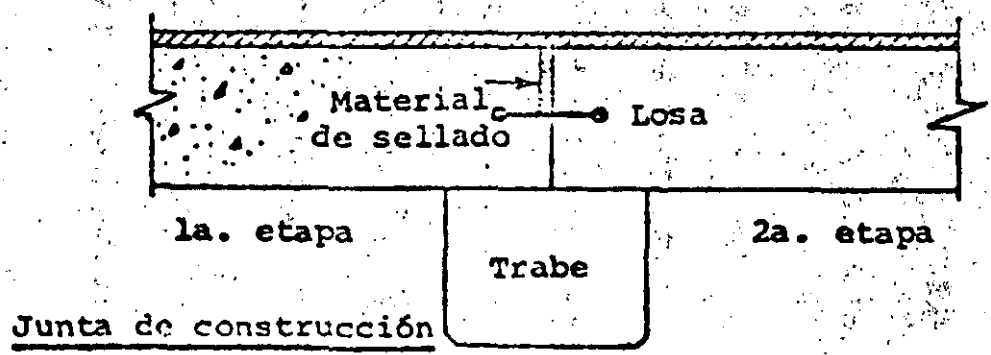 Material
de sellado
Losa
1a. etapa
2a. etapa
Trabe
Junta de construcción